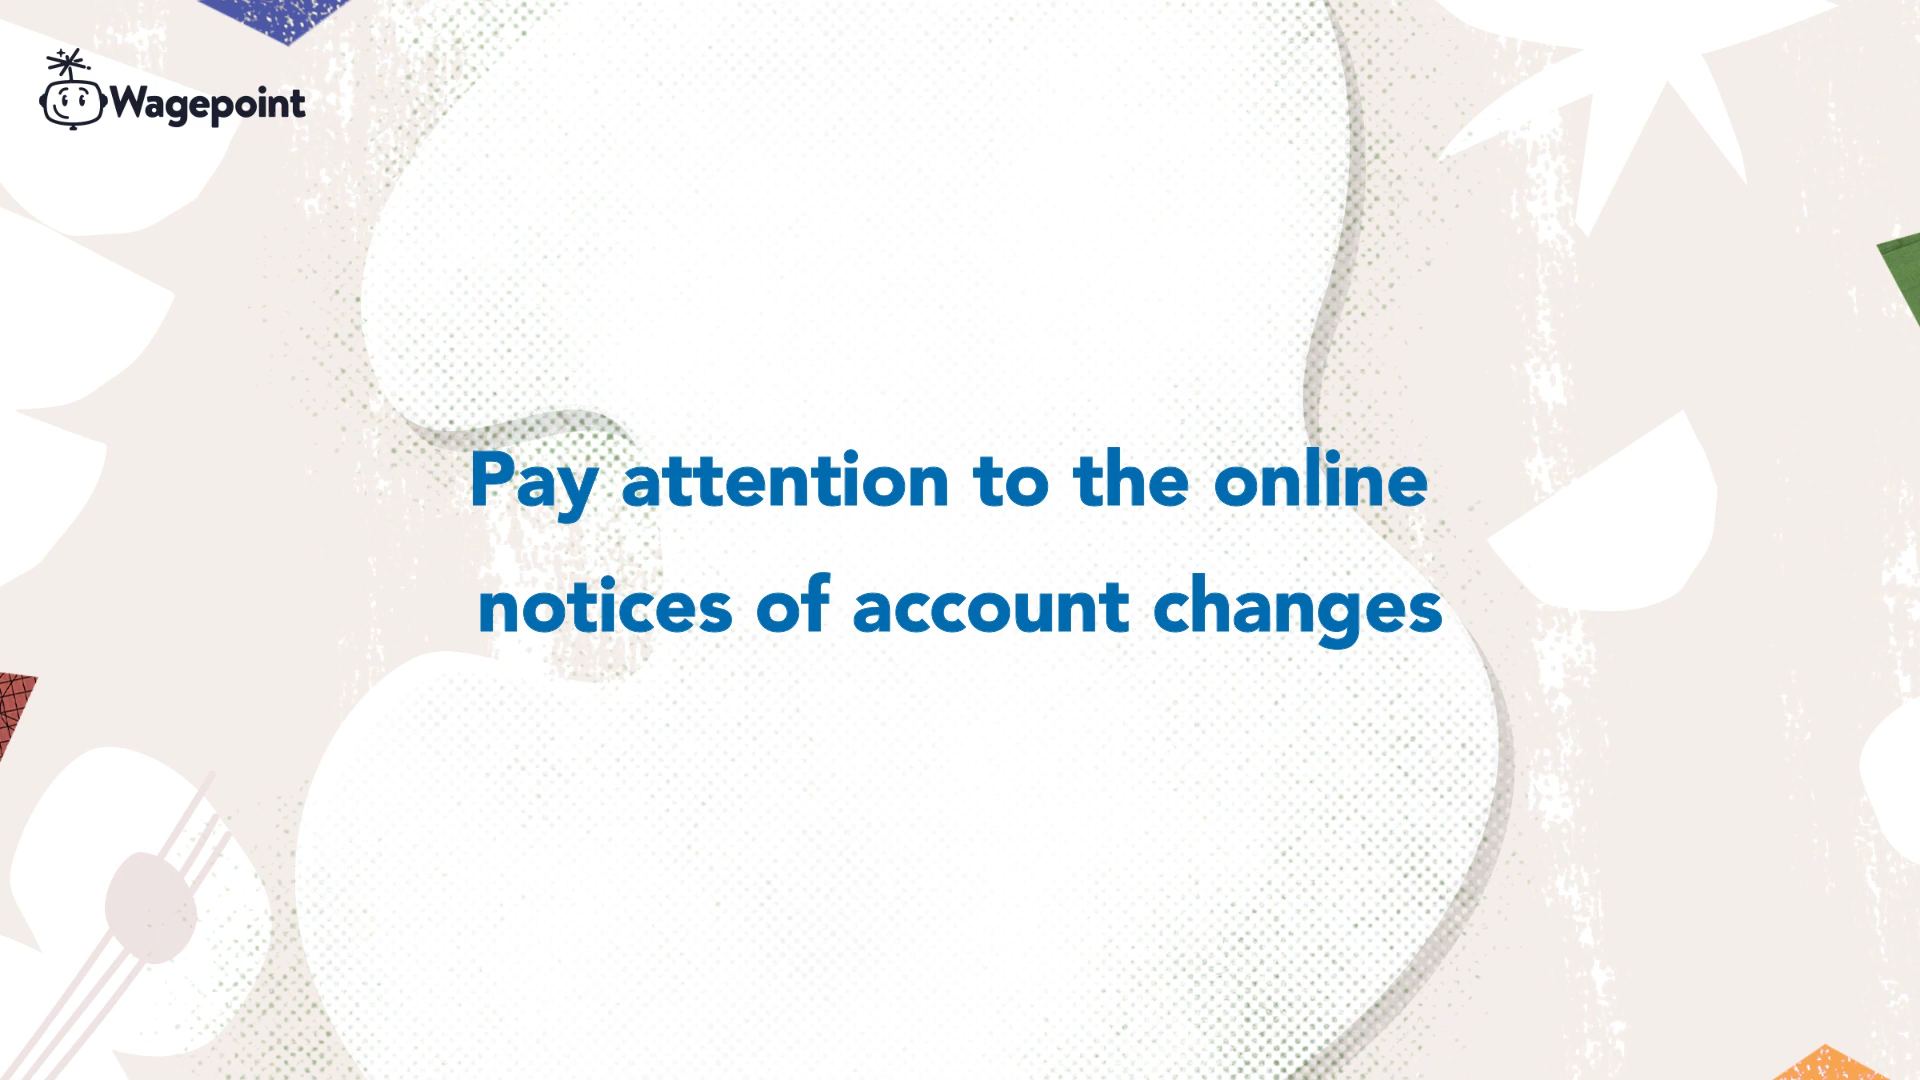 Wagepoint
Pay attention to the online
notices of account changes